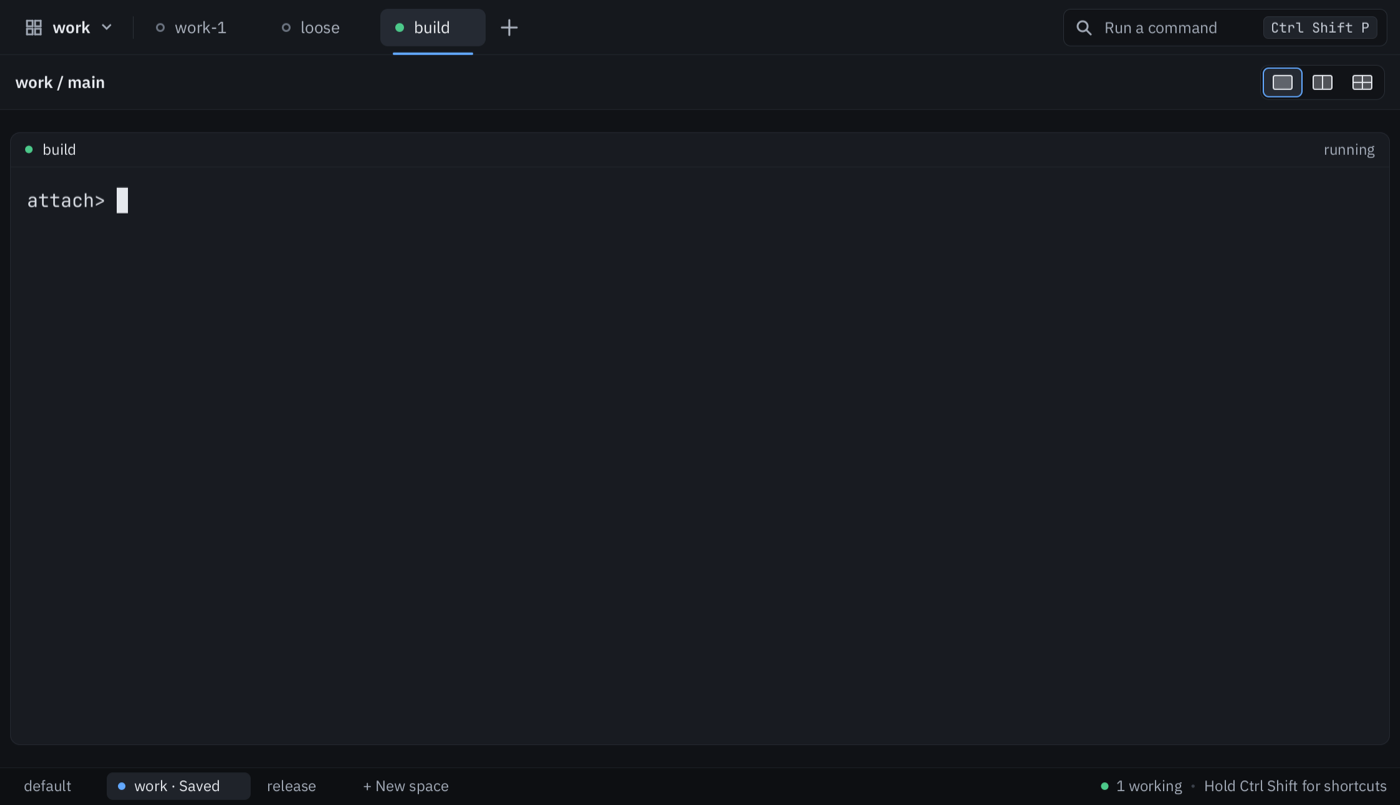 work work-1 loose build + Run a command Ctrl Shift P
work / main
build running
attach>
default work · Saved release + New space 1 working • Hold Ctrl Shift for shortcuts